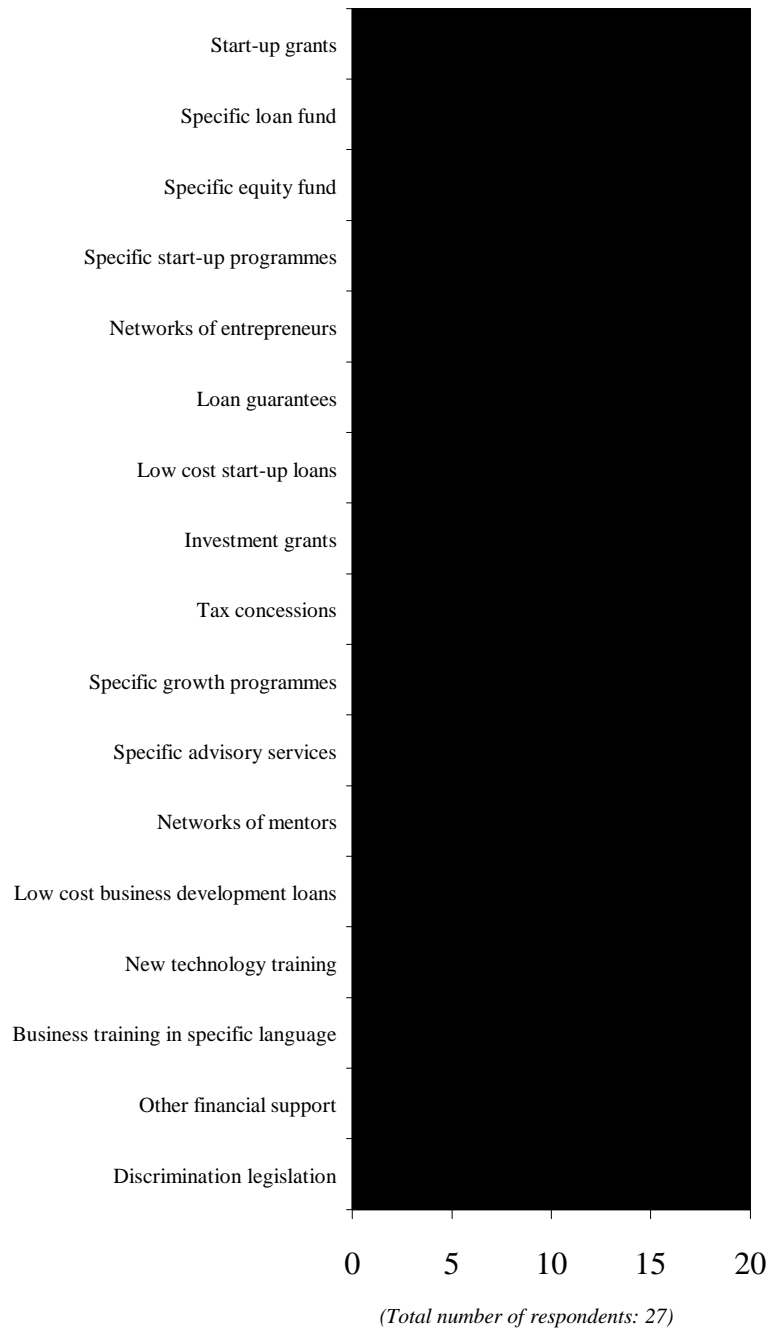 Start-up grants
Specific loan fund
Specific equity fund
Specific start-up programmes
Networks of entrepreneurs
Loan guarantees
Low cost start-up loans
Investment grants
Tax concessions
Specific growth programmes
Specific advisory services
Networks of mentors
Low cost business development loans
New technology training
Business training in specific language
Other financial support
Discrimination legislation
0 5 10 15 20
(Total number of respondents: 27)